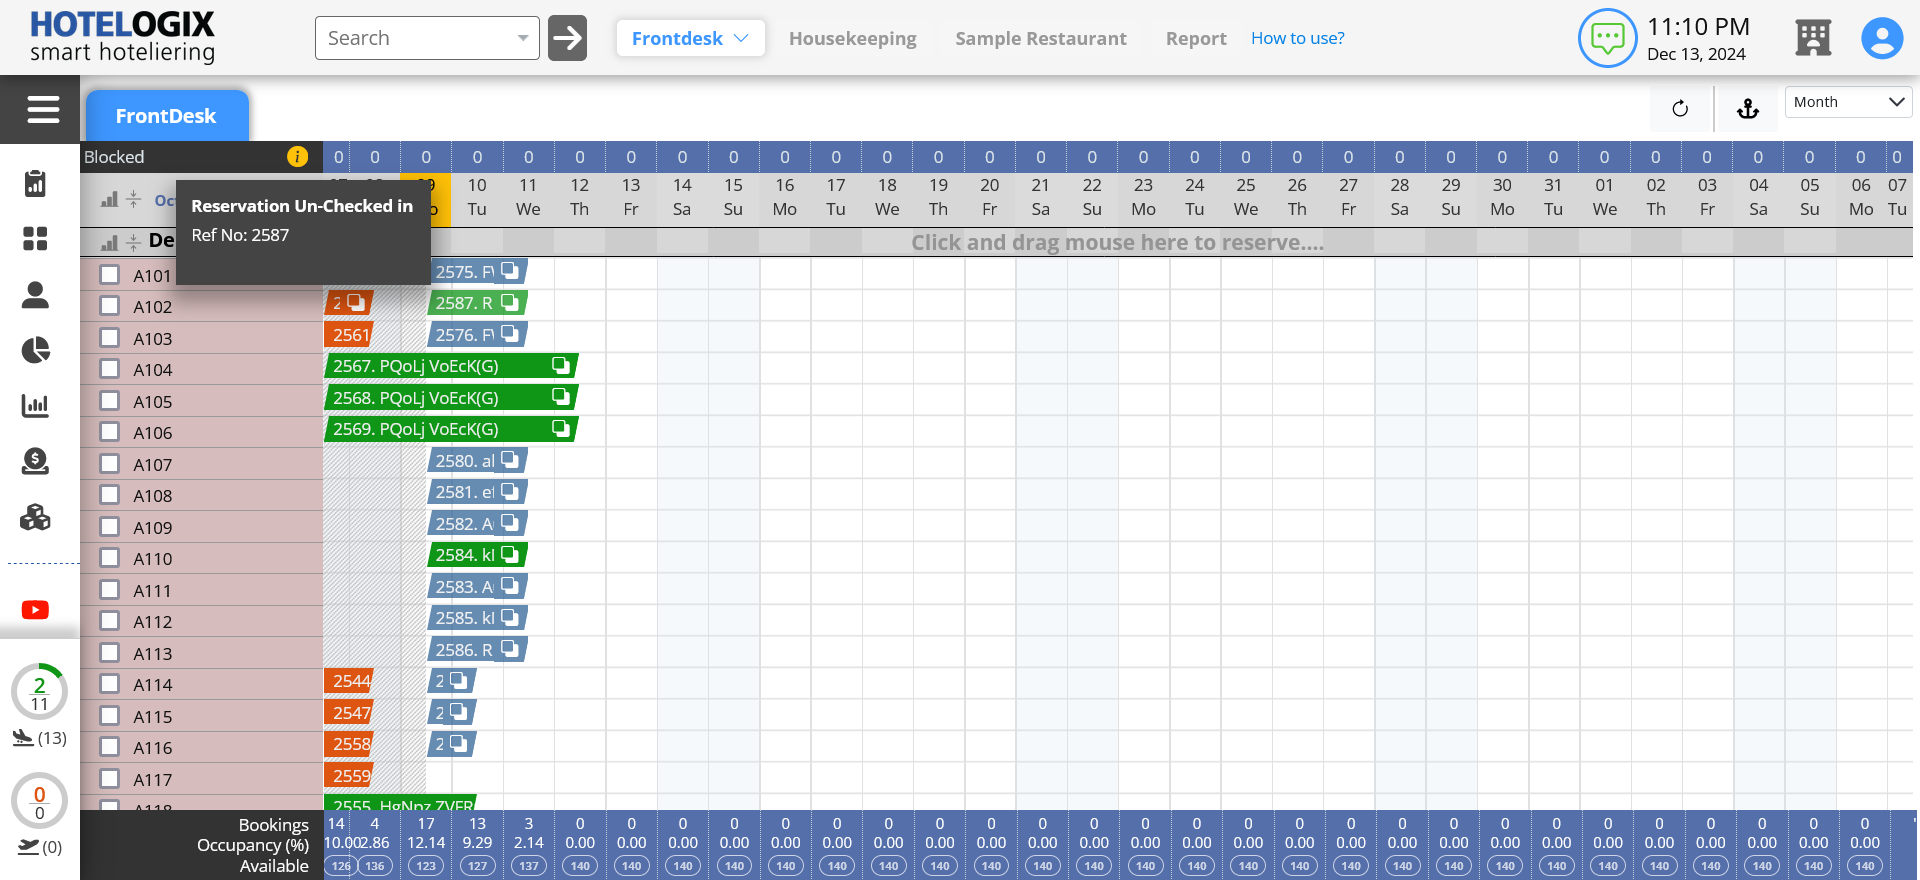 HOTELOGIX
smart hoteliering
Search
Frontdesk
Housekeeping
Sample Restaurant
Report
How to use?
11:10 PM
Dec 13, 2024
FrontDesk
Month
Blocked i 0 0 0 0 0 0 0 0 0 0 0 0 0 0 0 0 0 0 0 0 0 0 0 0 0 0 0 0 0 0 0 0
10 11 12 13 14 15 16 17 18 19 20 21 22 23 24 25 26 27 28 29 30 31 01 02 03 04 05 06 07
Tu We Th Fr Sa Su Mo Tu We Th Fr Sa Su Mo Tu We Th Fr Sa Su Mo Tu We Th Fr Sa Su Mo Tu
Reservation Un-Checked in
Ref No: 2587
Click and drag mouse here to reserve....
A101 2575. F
A102 2 2587. R
A103 2561 2576. F
A104 2567. PQoLj VoEcK(G)
A105 2568. PQoLj VoEcK(G)
A106 2569. PQoLj VoEcK(G)
A107 2580. al
A108 2581. ef
A109 2582. A
A110 2584. kl
A111 2583. A
A112 2585. kl
A113 2586. R
A114 2544 2
A115 2547 2
A116 2558 2
A117 2559
A118 2555. HgNpz ZVFR
2
11
(13)
0
0
(0)
Bookings 14 4 17 13 3 0 0 0 0 0 0 0 0 0 0 0 0 0 0 0 0 0 0 0 0 0 0 0 0 0 0
Occupancy (%) 10.00 2.86 12.14 9.29 2.14 0.00 0.00 0.00 0.00 0.00 0.00 0.00 0.00 0.00 0.00 0.00 0.00 0.00 0.00 0.00 0.00 0.00 0.00 0.00 0.00 0.00 0.00 0.00 0.00 0.00 0.00
Available 126 136 123 127 137 140 140 140 140 140 140 140 140 140 140 140 140 140 140 140 140 140 140 140 140 140 140 140 140 140 140